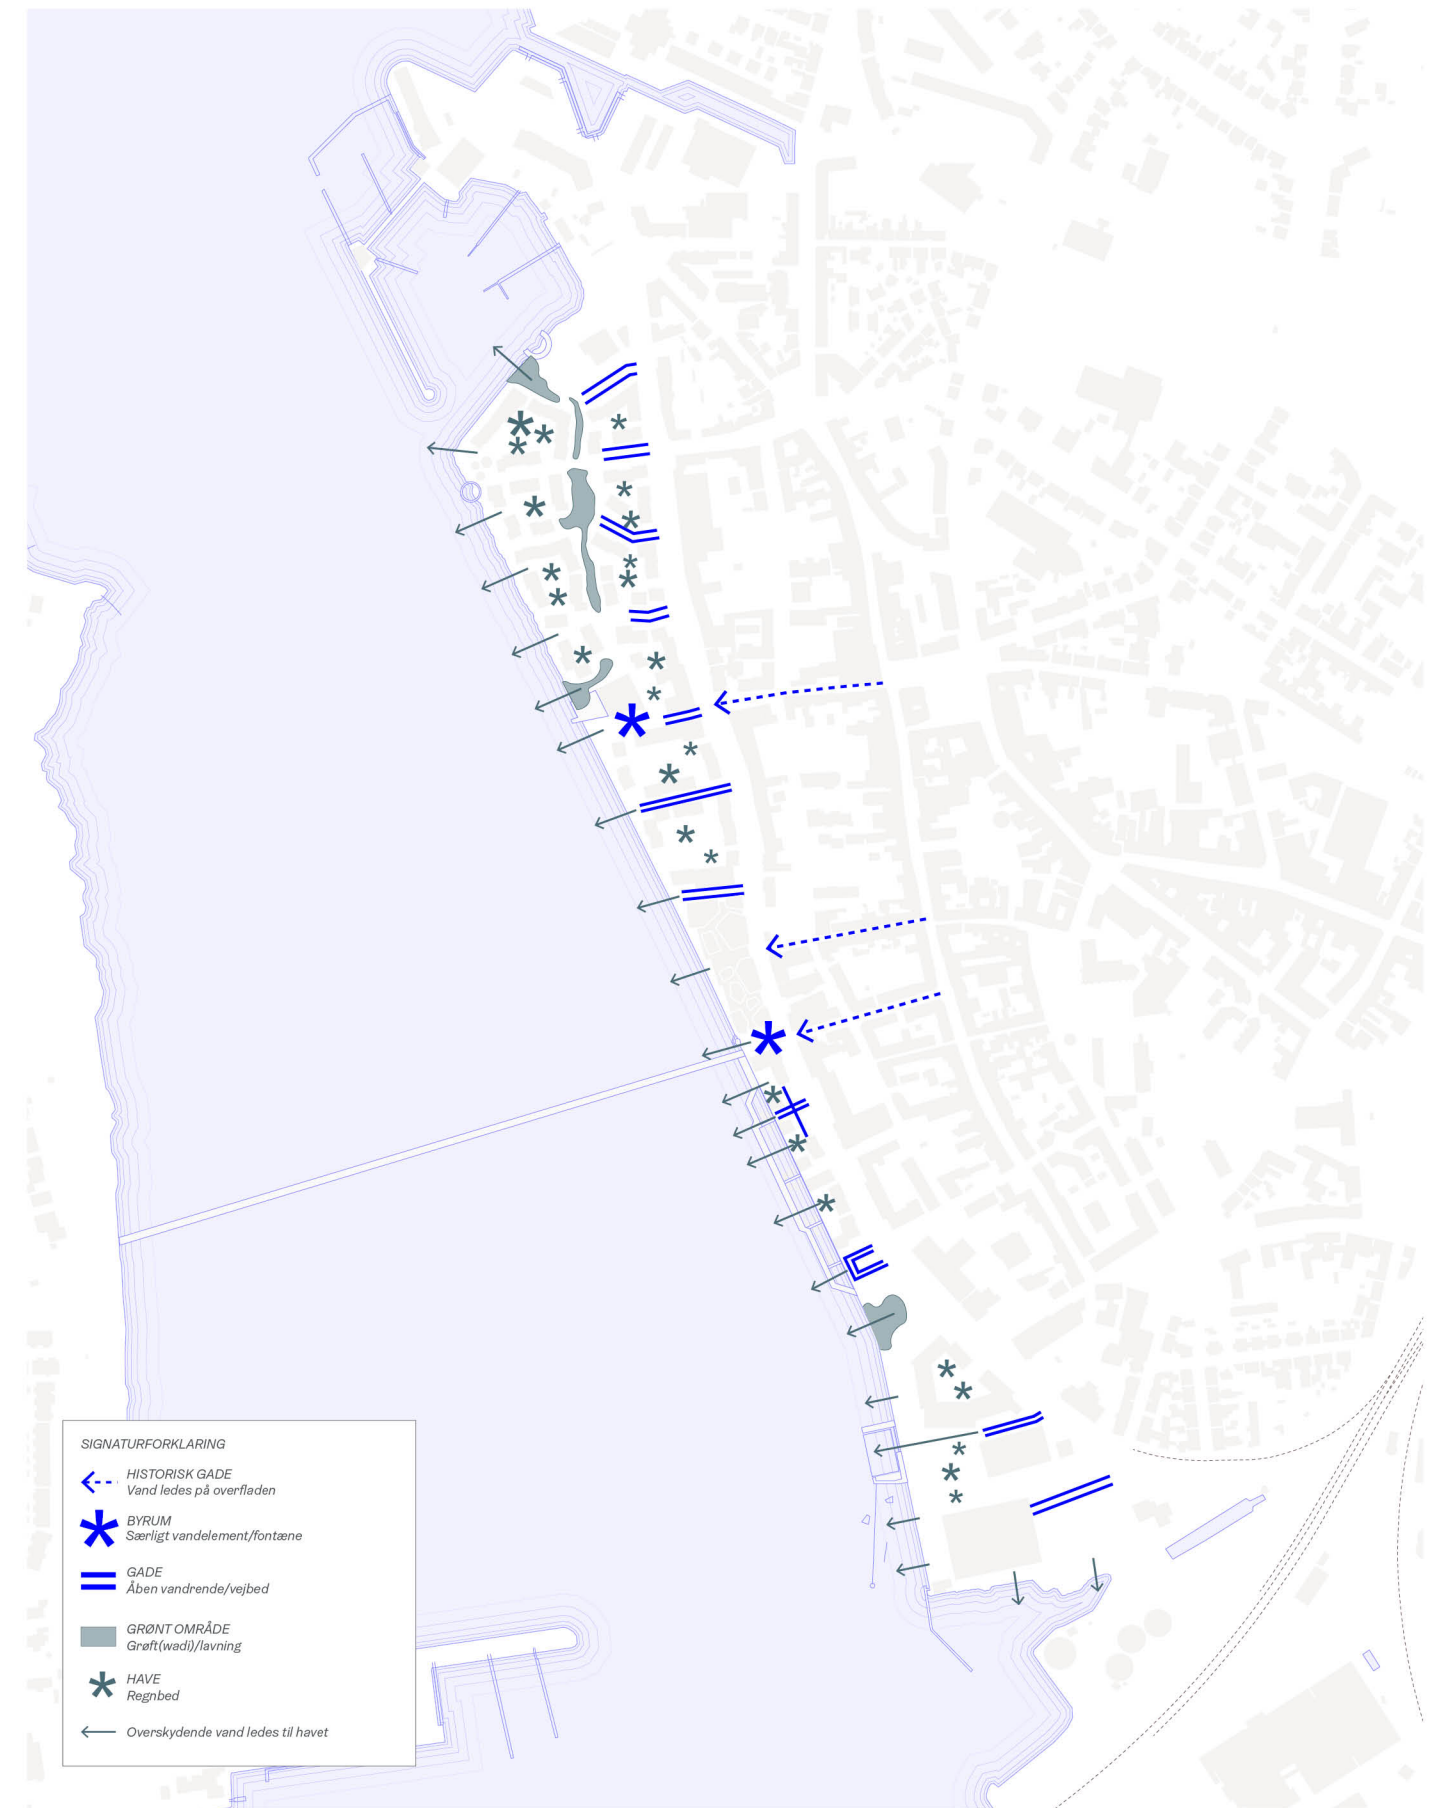 SIGNATURFORKLARING
HISTORISK GADE
Vand ledes på overfladen
BYRUM
Særligt vandelement/fontæne
GADE
Åben vandrende/vejbed
GRØNT OMRÅDE
Grøft(wadi)/lavning
HAVE
Regnbed
Overskydende vand ledes til havet